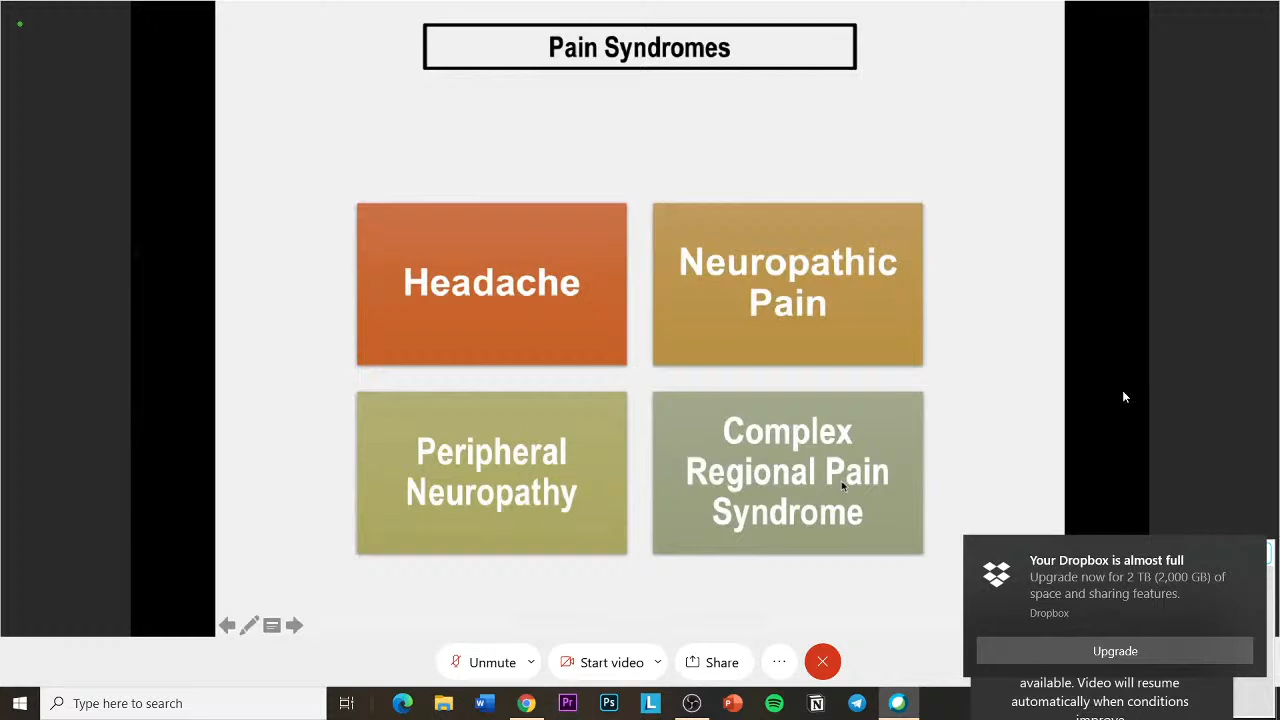 Pain Syndromes
Headache
Neuropathic
Pain
Peripheral
Neuropathy
Complex
Regional Pain
Syndrome
Your Dropbox is almost full
Upgrade now for 2 TB (2,000 GB) of
space and sharing features.
Dropbox
Upgrade
available. Video will resume
automatically when conditions
improve
Unmute
Start video
Share
Type here to search